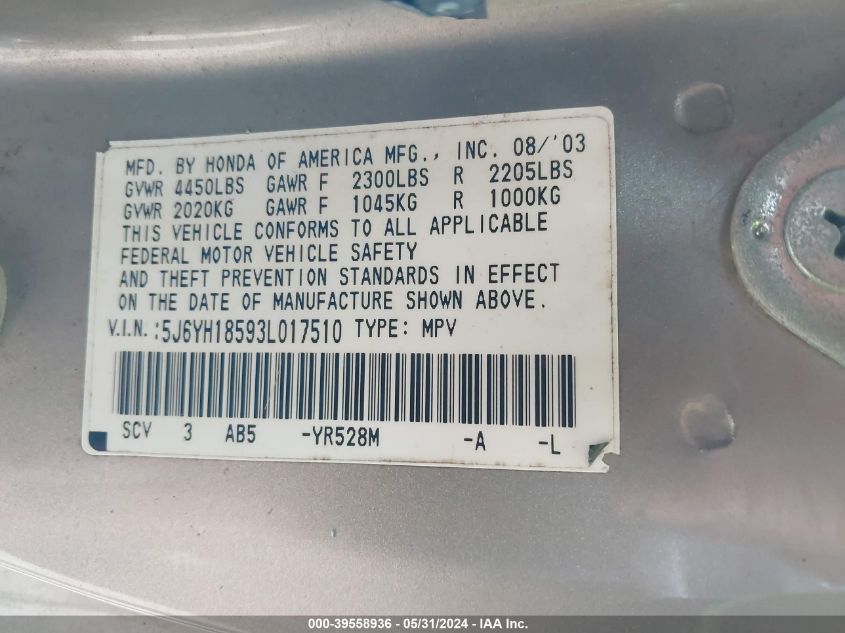 MFD. BY HONDA OF AMERICA MFG., INC. 08/'03
GVWR 4450LBS GAWR F 2300LBS R 2205LBS
GVWR 2020KG GAWR F 1045KG R 1000KG
THIS VEHICLE CONFORMS TO ALL APPLICABLE
FEDERAL MOTOR VEHICLE SAFETY
AND THEFT PREVENTION STANDARDS IN EFFECT
ON THE DATE OF MANUFACTURE SHOWN ABOVE.
V.I.N.:5J6YH18593L017510 TYPE: MPV
SCV 3 AB5 -YR528M -A -L
000-39558936 - 05/31/2024 - IAA Inc.